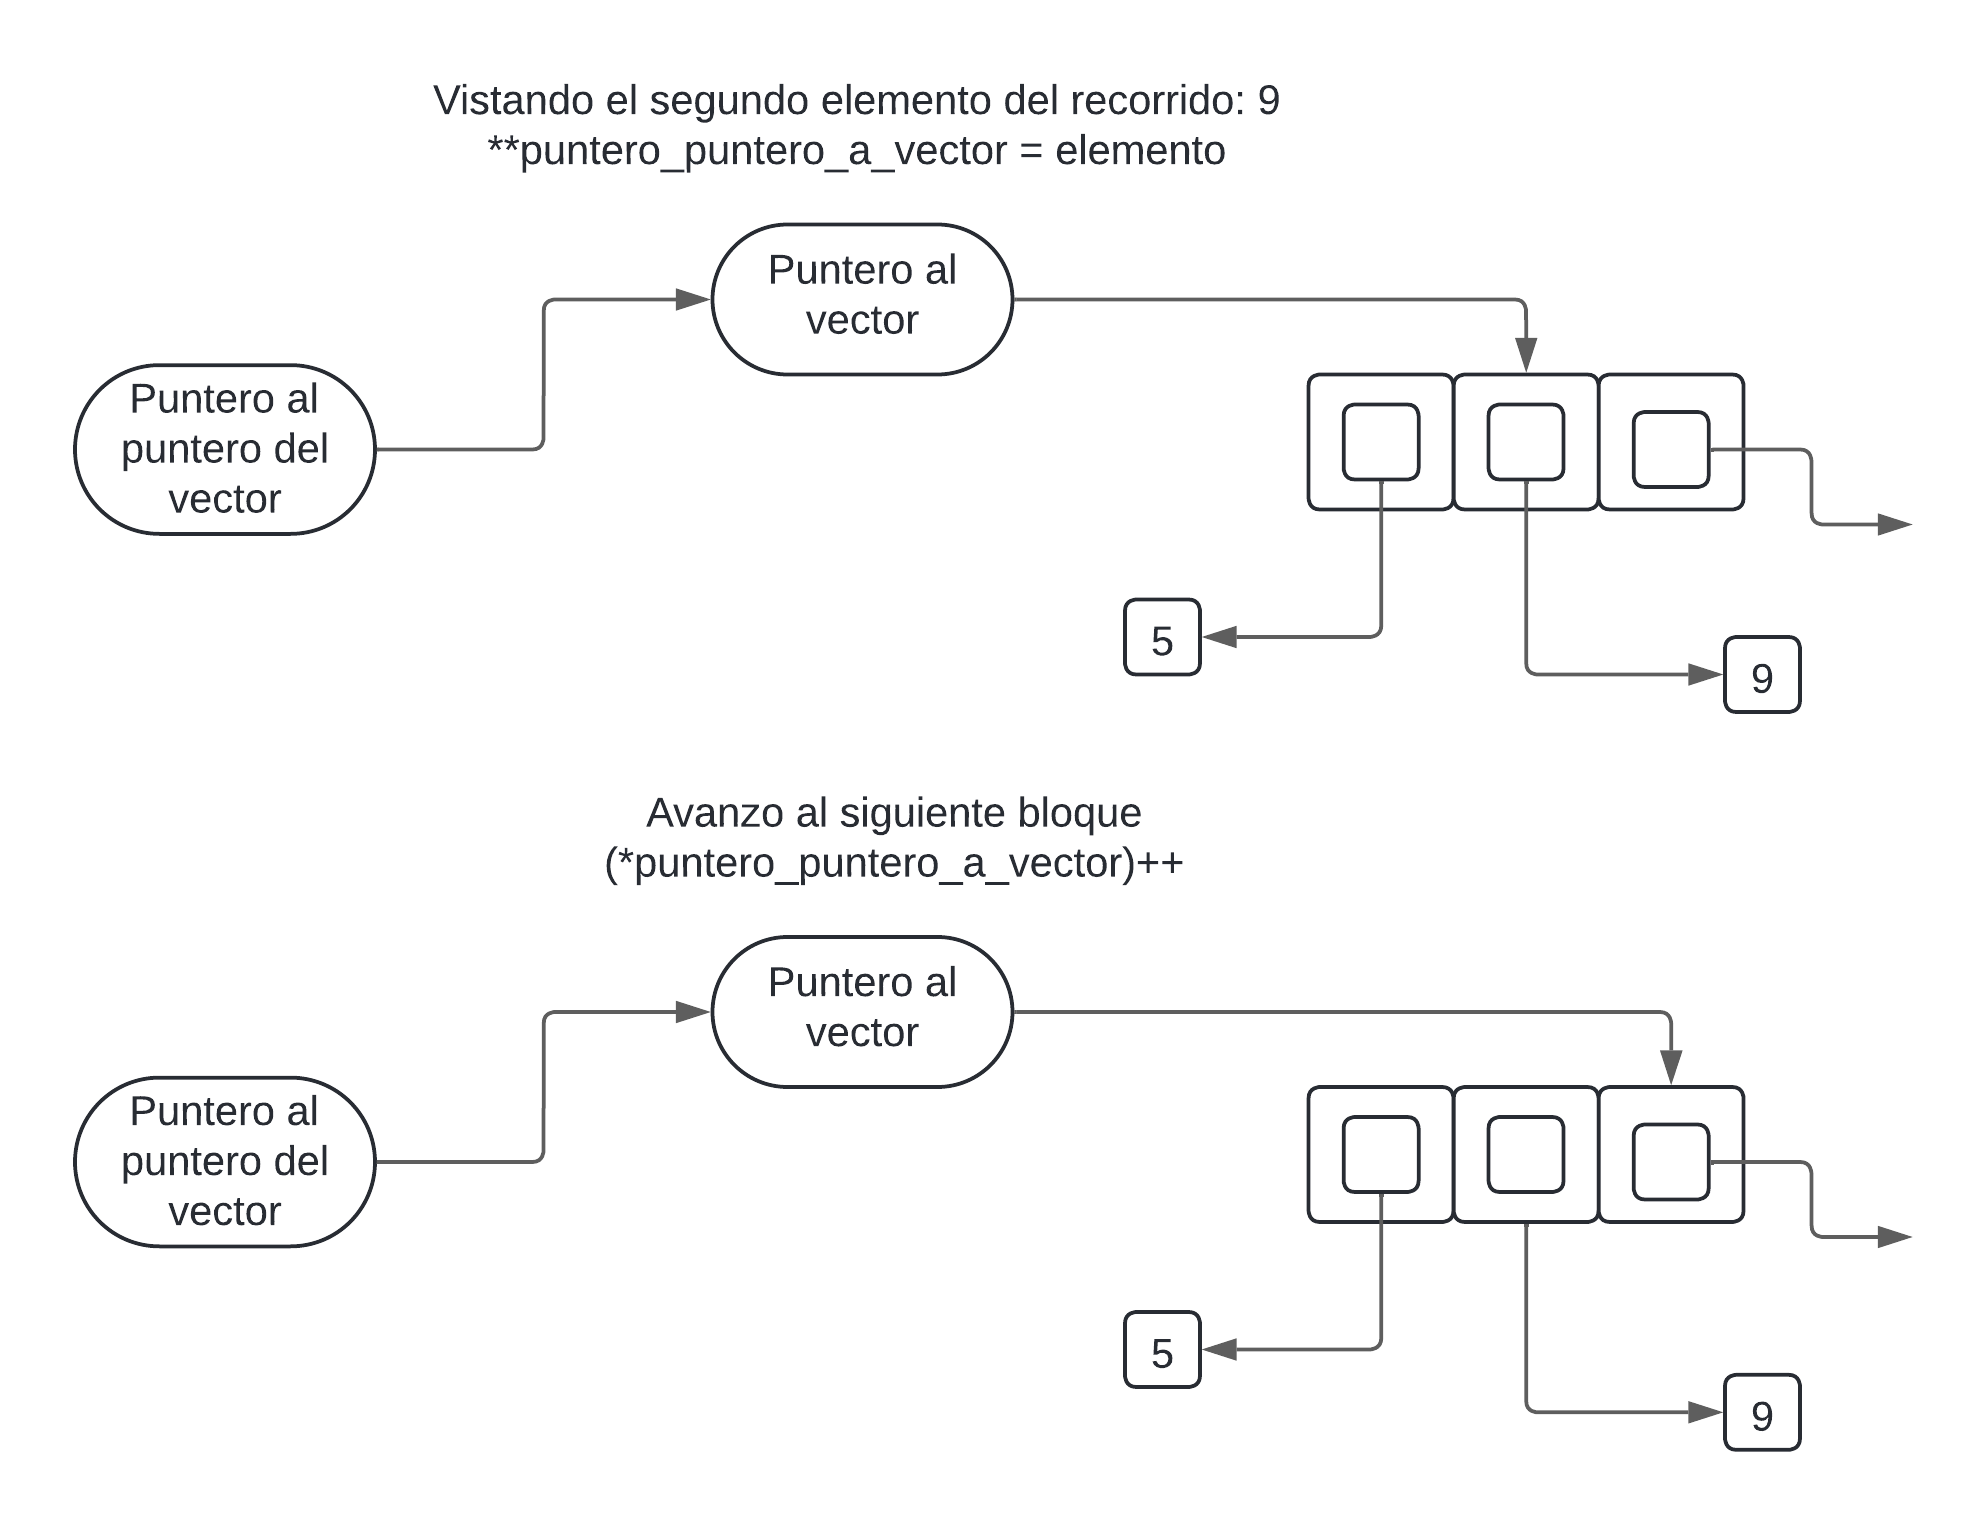 Vistando el segundo elemento del recorrido: 9
**puntero_puntero_a_vector = elemento
Puntero al
vector
Puntero al
puntero del
vector
5
9
Avanzo al siguiente bloque
(*puntero_puntero_a_vector)++
Puntero al
vector
Puntero al
puntero del
vector
5
9